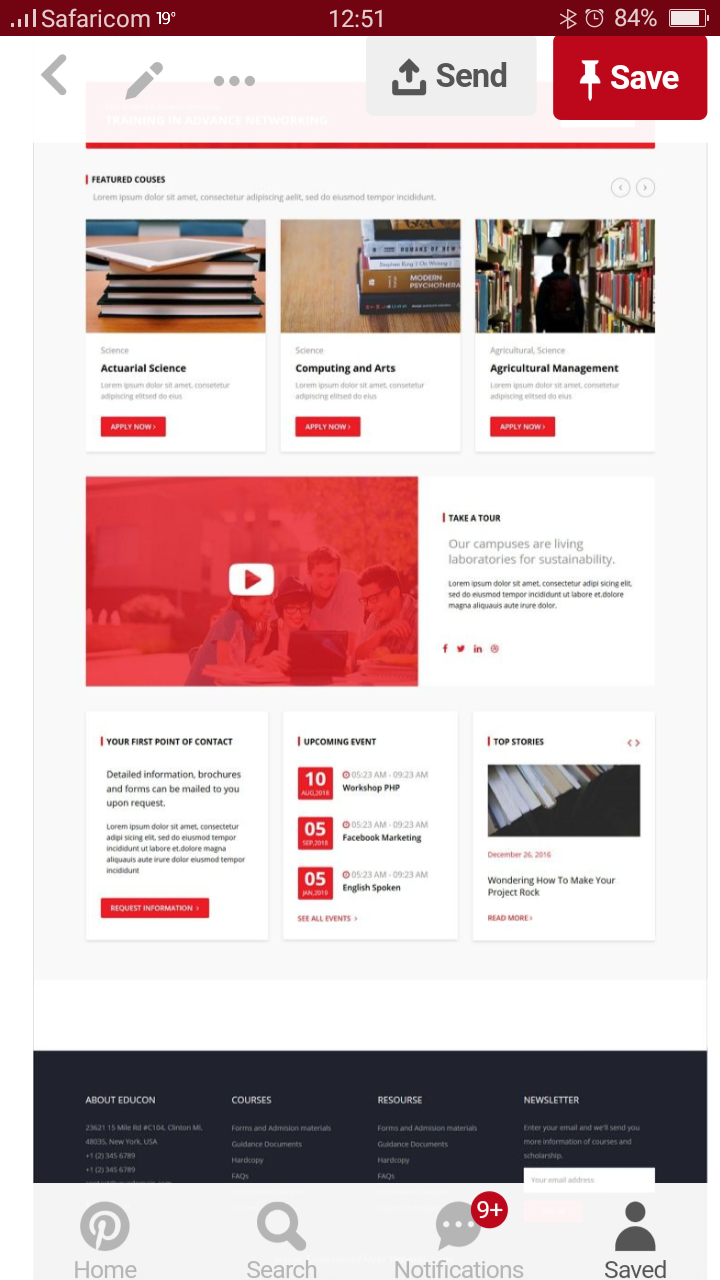 Safaricom 19° 12:51 84%
Send Save
TRAINING IN ADVANCE NETWORKING
FEATURED COUSES
Lorem ipsum dolor sit amet, consectetur adipiscing aelit, sed do eiusmod tempor incididunt.
HUMANS OF NEW
Stephen King | On Writing |
MODERN
PSYCHOTHERA
Science
Actuarial Science
Lorem ipsum dolor sit amet, consetetur
adipiscing elitsed do eius
APPLY NOW ›
Science
Computing and Arts
Lorem ipsum dolor sit amet, consetetur
adipiscing elitsed do eius
APPLY NOW ›
Agricultural, Science
Agricultural Management
Lorem ipsum dolor sit amet, consetetur
adipiscing elitsed do eius
APPLY NOW ›
TAKE A TOUR
Our campuses are living
laboratories for sustainability.
Lorem ipsum dolor sit amet, consectetur adipi sicing elit,
sed do eiusmod tempor incididunt ut labore et.dolore
magna aliquauis aute irure dolor.
YOUR FIRST POINT OF CONTACT
Detailed information, brochures
and forms can be mailed to you
upon request.
Lorem ipsum dolor sit amet, consectetur
adipi sicing elit, sed do eiusmod tempor
incididunt ut labore et.dolore magna
aliquauis aute irure dolor eiusmod tempor
incididunt
REQUEST INFORMATION ›
UPCOMING EVENT
10
AUG,2018
05:23 AM - 09:23 AM
Workshop PHP
05
SEP,2018
05:23 AM - 09:23 AM
Facebook Marketing
05
JAN,2018
05:23 AM - 09:23 AM
English Spoken
SEE ALL EVENTS ›
TOP STORIES
December 26, 2016
Wondering How To Make Your
Project Rock
READ MORE ›
ABOUT EDUCON
23621 15 Mile Rd #C104, Clinton MI,
48035, New York, USA
+1 (2) 345 6789
+1 (2) 345 6789
COURSES
Forms and Admision materials
Guidance Documents
Hardcopy
FAQs
RESOURSE
Forms and Admision materials
Guidance Documents
Hardcopy
FAQs
NEWSLETTER
Enter your email and we'll send you
more information of courses and
scholarship.
Your email address
9+
Home Search Notifications Saved